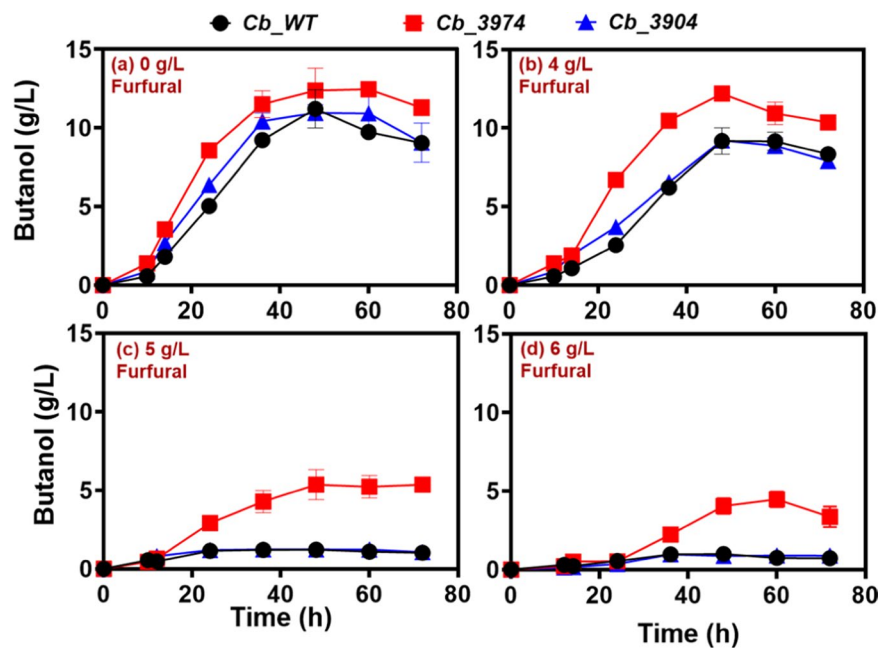 Cb_WT Cb_3974 Cb_3904
(a) 0 g/L
Furfural
(b) 4 g/L
Furfural
Butanol (g/L)
15
10
5
0
0 20 40 60 80
15
10
5
0
0 20 40 60 80
(c) 5 g/L
Furfural
(d) 6 g/L
Furfural
Butanol (g/L)
15
10
5
0
0 20 40 60 80
15
10
5
0
0 20 40 60 80
Time (h)
Time (h)